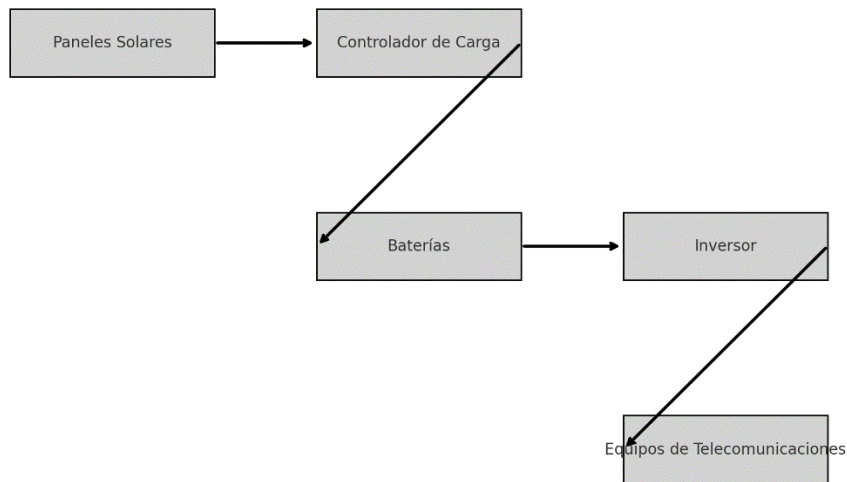 Paneles Solares
Controlador de Carga
Baterías
Inversor
Equipos de Telecomunicaciones